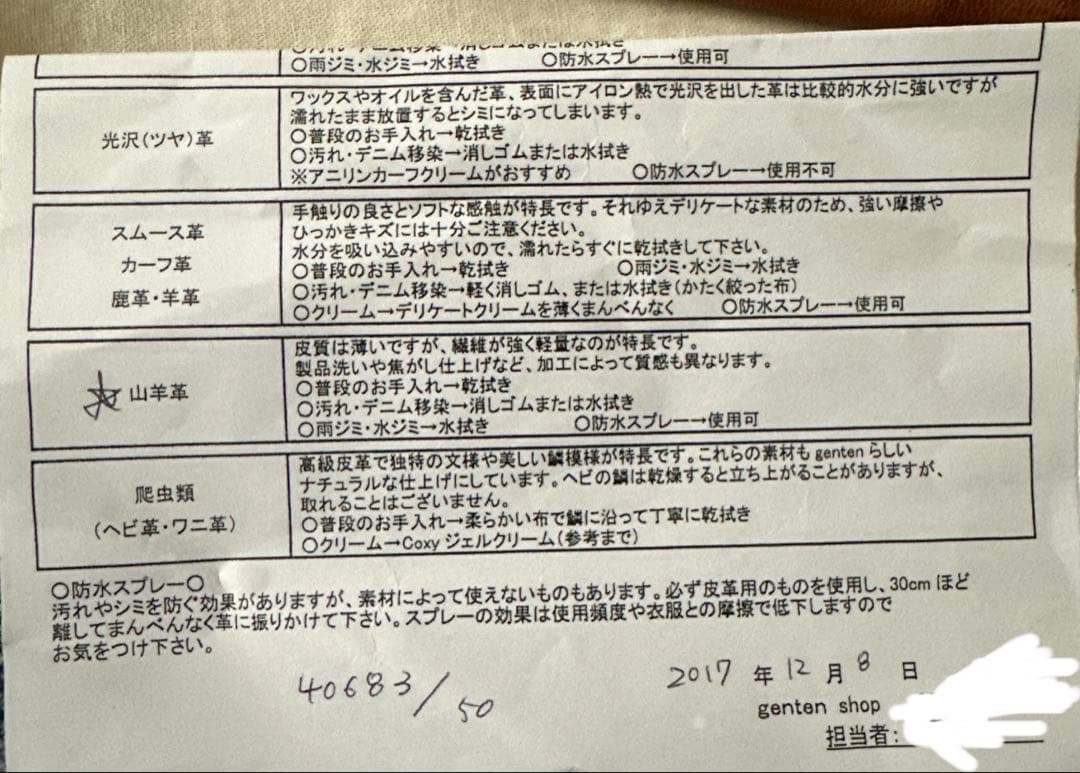 ○汚れ・デニム移染→消しゴムまたは水拭き
○雨ジミ・水ジミ→水拭き ○防水スプレー→使用可
光沢(ツヤ)革
ワックスやオイルを含んだ革、表面にアイロン熱で光沢を出した革は比較的水分に強いですが
濡れたまま放置するとシミになってしまいます。
○普段のお手入れ→乾拭き
○汚れ・デニム移染→消しゴムまたは水拭き
※アニリンカーフクリームがおすすめ ○防水スプレー→使用不可
スムース革
カーフ革
鹿革・羊革
手触りの良さとソフトな感触が特長です。それゆえデリケートな素材のため、強い摩擦や
ひっかきキズには十分ご注意ください。
水分を吸い込みやすいので、濡れたらすぐに乾拭きして下さい。
○普段のお手入れ→乾拭き ○雨ジミ・水ジミ→水拭き
○汚れ・デニム移染→軽く消しゴム、または水拭き(かたく絞った布)
○クリーム→デリケートクリームを薄くまんべんなく ○防水スプレー→使用可
山羊革
皮質は薄いですが、繊維が強く軽量なのが特長です。
製品洗いや焦がし仕上げなど、加工によって質感も異なります。
○普段のお手入れ→乾拭き
○汚れ・デニム移染→消しゴムまたは水拭き
○雨ジミ・水ジミ→水拭き ○防水スプレー→使用可
爬虫類
(ヘビ革・ワニ革)
高級皮革で独特の文様や美しい鱗模様が特長です。これらの素材もgentenらしい
ナチュラルな仕上げにしています。ヘビの鱗は乾燥すると立ち上がることがありますが、
取れることはございません。
○普段のお手入れ→柔らかい布で鱗に沿って丁寧に乾拭き
○クリーム→Coxyジェルクリーム(参考まで)
○防水スプレー○
汚れやシミを防ぐ効果がありますが、素材によって使えないものもあります。必ず皮革用のものを使用し、30cmほど
離してまんべんなく革に振りかけて下さい。スプレーの効果は使用頻度や衣服との摩擦で低下しますので
お気をつけ下さい。
40683/50
2017年12月8日
genten shop
担当者: